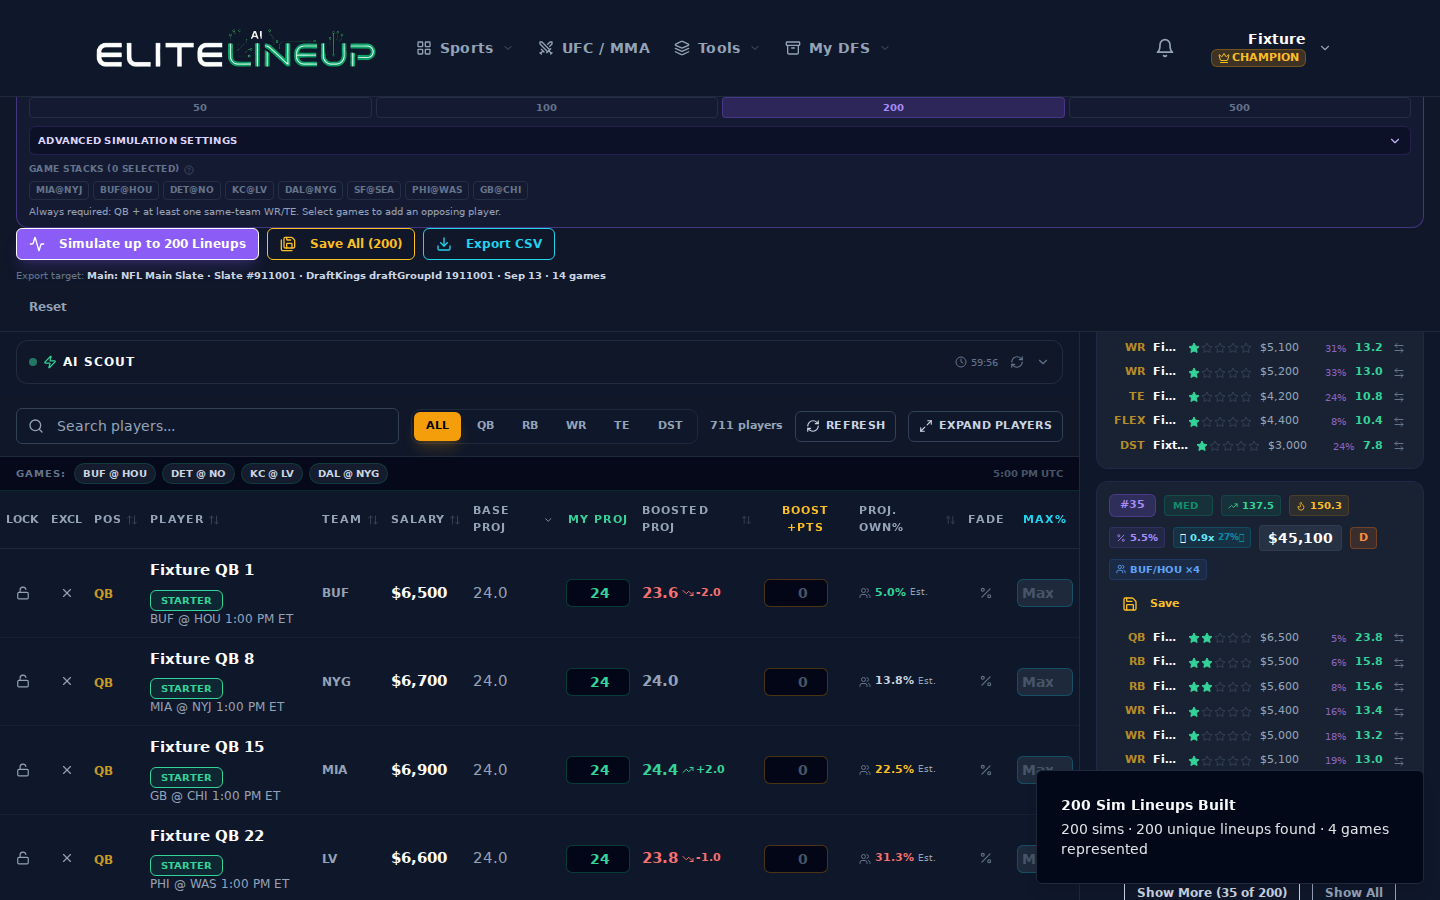 AI
ELITELINEUP
Sports
UFC / MMA
Tools
My DFS
Fixture
CHAMPION
50
100
200
500
ADVANCED SIMULATION SETTINGS
GAME STACKS (0 SELECTED)
MIA@NYJ
BUF@HOU
DET@NO
KC@LV
DAL@NYG
SF@SEA
PHI@WAS
GB@CHI
Always required: QB + at least one same-team WR/TE. Select games to add an opposing player.
Simulate up to 200 Lineups
Save All (200)
Export CSV
Export target: Main: NFL Main Slate · Slate #911001 · DraftKings draftGroupId 1911001 · Sep 13 · 14 games
Reset
AI SCOUT
59:56
Search players...
ALL
QB
RB
WR
TE
DST
711 players
REFRESH
EXPAND PLAYERS
GAMES:
BUF @ HOU
DET @ NO
KC @ LV
DAL @ NYG
5:00 PM UTC
LOCK
EXCL
POS
PLAYER
TEAM
SALARY
BASE PROJ
MY PROJ
BOOSTED PROJ
BOOST +PTS
PROJ. OWN%
FADE
MAX%
Fixture QB 1
STARTER
BUF @ HOU 1:00 PM ET
QB
BUF
$6,500
24.0
24
23.6 -2.0
0
5.0% Est.
Max
Fixture QB 8
STARTER
MIA @ NYJ 1:00 PM ET
QB
NYG
$6,700
24.0
24
24.0
0
13.8% Est.
Max
Fixture QB 15
STARTER
GB @ CHI 1:00 PM ET
QB
MIA
$6,900
24.0
24
24.4 +2.0
0
22.5% Est.
Max
Fixture QB 22
STARTER
PHI @ WAS 1:00 PM ET
QB
LV
$6,600
24.0
24
23.8 -1.0
0
31.3% Est.
WR Fi... $5,100 31% 13.2
WR Fi... $5,200 33% 13.0
TE Fi... $4,200 24% 10.8
FLEX Fi... $4,400 8% 10.4
DST Fixt... $3,000 24% 7.8
#35
MED
137.5
150.3
5.5%
0.9x 27%
$45,100
D
BUF/HOU ×4
Save
QB Fi... $6,500 5% 23.8
RB Fi... $5,500 6% 15.8
RB Fi... $5,600 8% 15.6
WR Fi... $5,400 16% 13.4
WR Fi... $5,000 18% 13.2
WR Fi... $5,100 19% 13.0
200 Sim Lineups Built
200 sims · 200 unique lineups found · 4 games
represented
Show More (35 of 200)
Show All